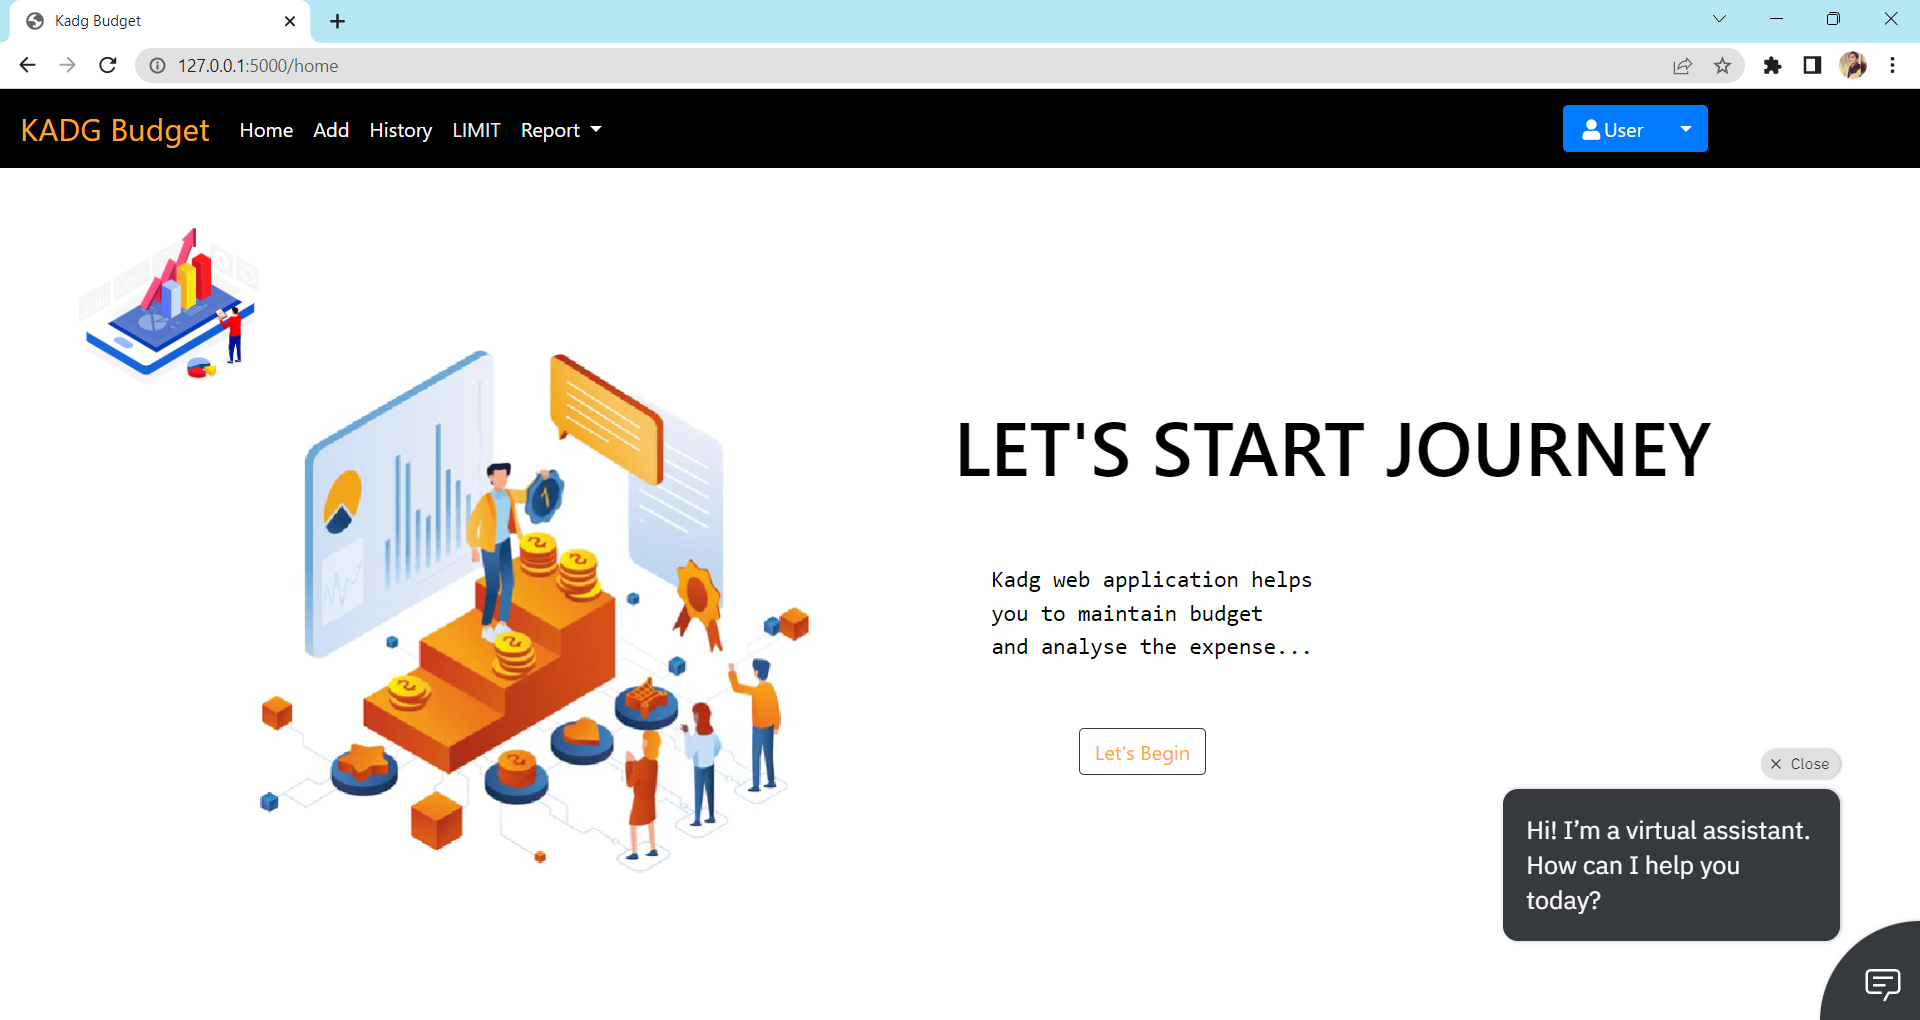 Kadg Budget
127.0.0.1:5000/home
KADG Budget Home Add History LIMIT Report User
LET'S START JOURNEY
Kadg web application helps
you to maintain budget
and analyse the expense...
Let's Begin
Close
Hi! I’m a virtual assistant.
How can I help you
today?